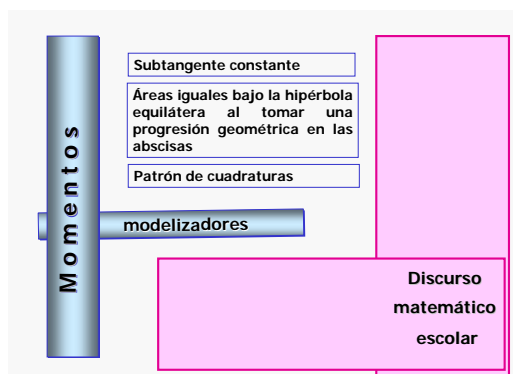 Subtangente constante
Áreas iguales bajo la hipérbola
equilátera al tomar una
progresión geométrica en las
abscisas
Patrón de cuadraturas
Momentos
modelizadores
Discurso
matemático
escolar